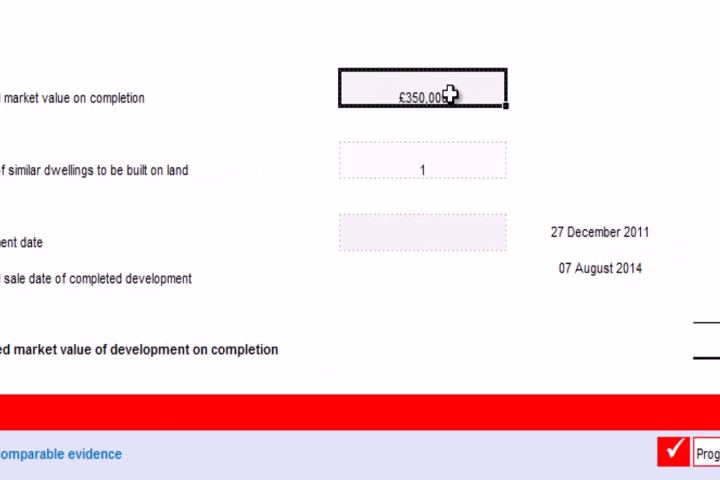 market value on completion
£350,00
of similar dwellings to be built on land
1
ent date
27 December 2011
sale date of completed development
07 August 2014
ed market value of development on completion
omparable evidence
Prog